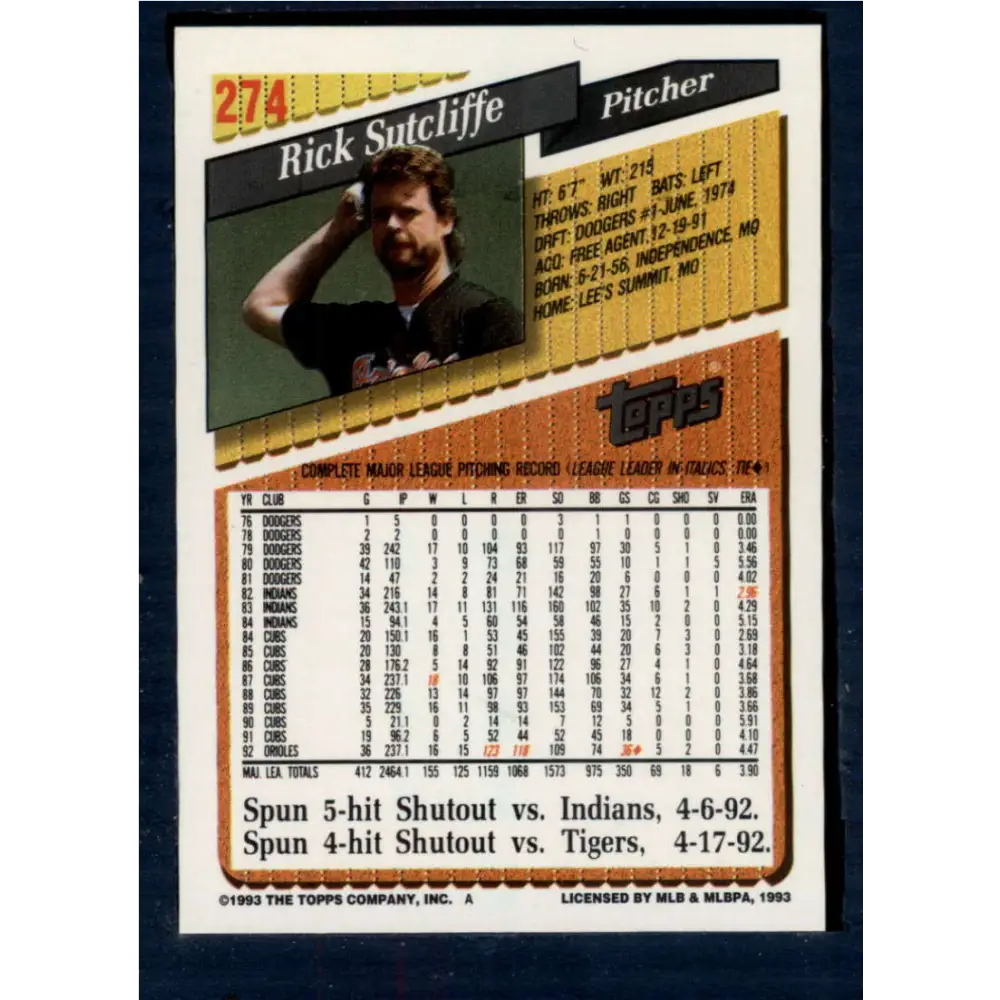 274
Rick Sutcliffe
Pitcher
HT: 6'7" WT: 215
THROWS: RIGHT BATS: LEFT
DRFT: DODGERS #1-JUNE, 1974
ACQ: FREE AGENT, 12-19-91
BORN: 6-21-56, INDEPENDENCE, MO
HOME: LEE'S SUMMIT, MO
Orioles
topps®
COMPLETE MAJOR LEAGUE PITCHING RECORD (LEAGUE LEADER IN ITALICS, TIE◆)
YR CLUB G IP W L R ER SO BB GS CG SHO SV ERA
76 DODGERS 1 5 0 0 0 0 3 1 1 0 0 0 0.00
78 DODGERS 2 2 0 0 0 0 0 1 0 0 0 0 0.00
79 DODGERS 39 242 17 10 104 93 117 97 30 5 1 0 3.46
80 DODGERS 42 110 3 9 73 68 59 55 10 1 1 5 5.56
81 DODGERS 14 47 2 2 24 21 16 20 6 0 0 0 4.02
82 INDIANS 34 216 14 8 81 71 142 98 27 6 1 1 2.96
83 INDIANS 36 243.1 17 11 131 116 160 102 35 10 2 0 4.29
84 INDIANS 15 94.1 4 5 60 54 58 46 15 2 0 0 5.15
84 CUBS 20 150.1 16 1 53 45 155 39 20 7 3 0 2.69
85 CUBS 20 130 8 8 51 46 102 44 20 6 3 0 3.18
86 CUBS 28 176.2 5 14 92 91 122 96 27 4 1 0 4.64
87 CUBS 34 237.1 18 10 106 97 174 106 34 6 1 0 3.68
88 CUBS 32 226 13 14 97 97 144 70 32 12 2 0 3.86
89 CUBS 35 229 16 11 98 93 153 69 34 5 1 0 3.66
90 CUBS 5 21.1 0 2 14 14 7 12 5 0 0 0 5.91
91 CUBS 19 96.2 6 5 52 44 52 45 18 0 0 0 4.10
92 ORIOLES 36 237.1 16 15 123 118 109 74 36◆ 5 2 0 4.47
MAJ. LEA. TOTALS 412 2464.1 155 125 1159 1068 1573 975 350 69 18 6 3.90
Spun 5-hit Shutout vs. Indians, 4-6-92.
Spun 4-hit Shutout vs. Tigers, 4-17-92.
©1993 THE TOPPS COMPANY, INC. A
LICENSED BY MLB & MLBPA, 1993